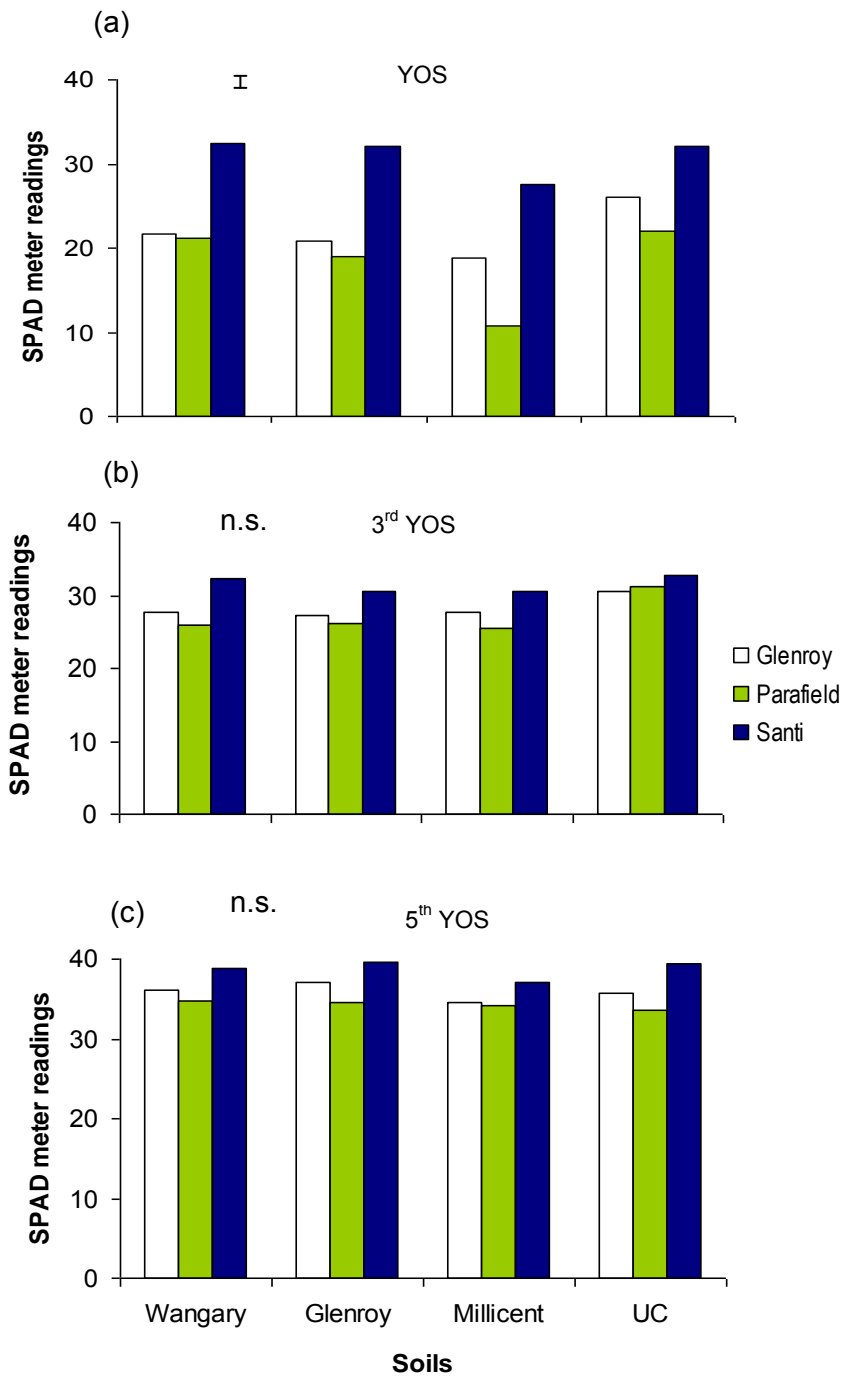 (a)
YOS
SPAD meter readings
40
30
20
10
0
(b)
n.s.
3rd YOS
SPAD meter readings
40
30
20
10
0
Glenroy
Parafield
Santi
(c)
n.s.
5th YOS
SPAD meter readings
40
30
20
10
0
Wangary Glenroy Millicent UC
Soils